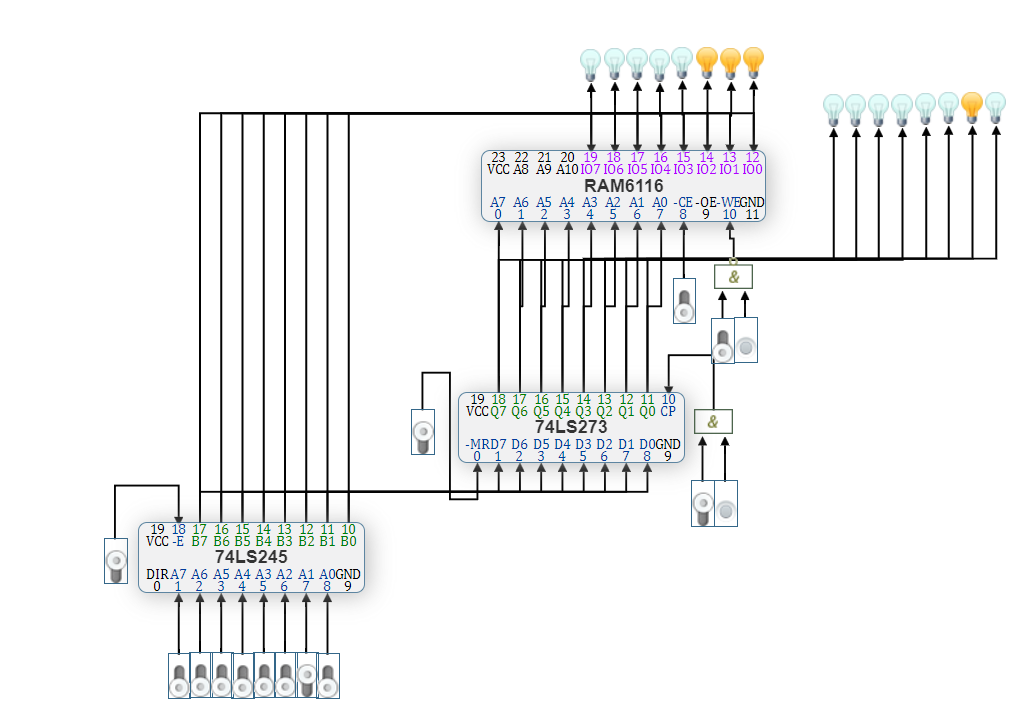 23 22 21 20 19 18 17 16 15 14 13 12
VCC A8 A9 A10 IO7 IO6 IO5 IO4 IO3 IO2 IO1 IO0
RAM6116
A7 A6 A5 A4 A3 A2 A1 A0 -CE -OE -WE GND
0 1 2 3 4 5 6 7 8 9 10 11
&
19 18 17 16 15 14 13 12 11 10
VCC Q7 Q6 Q5 Q4 Q3 Q2 Q1 Q0 CP
74LS273
-MR D7 D6 D5 D4 D3 D2 D1 D0 GND
0 1 2 3 4 5 6 7 8 9
&
19 18 17 16 15 14 13 12 11 10
VCC -E B7 B6 B5 B4 B3 B2 B1 B0
74LS245
DIR A7 A6 A5 A4 A3 A2 A1 A0 GND
0 1 2 3 4 5 6 7 8 9